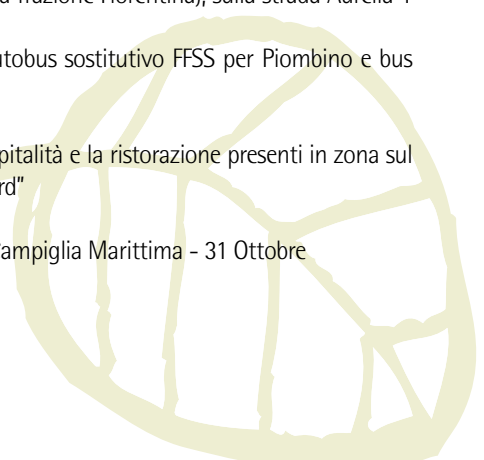 frazione Fiorentina), sulla strada Aurelia 1
utobus sostitutivo FFSS per Piombino e bus
pitalità e la ristorazione presenti in zona sul
rd"
ampiglia Marittima - 31 Ottobre